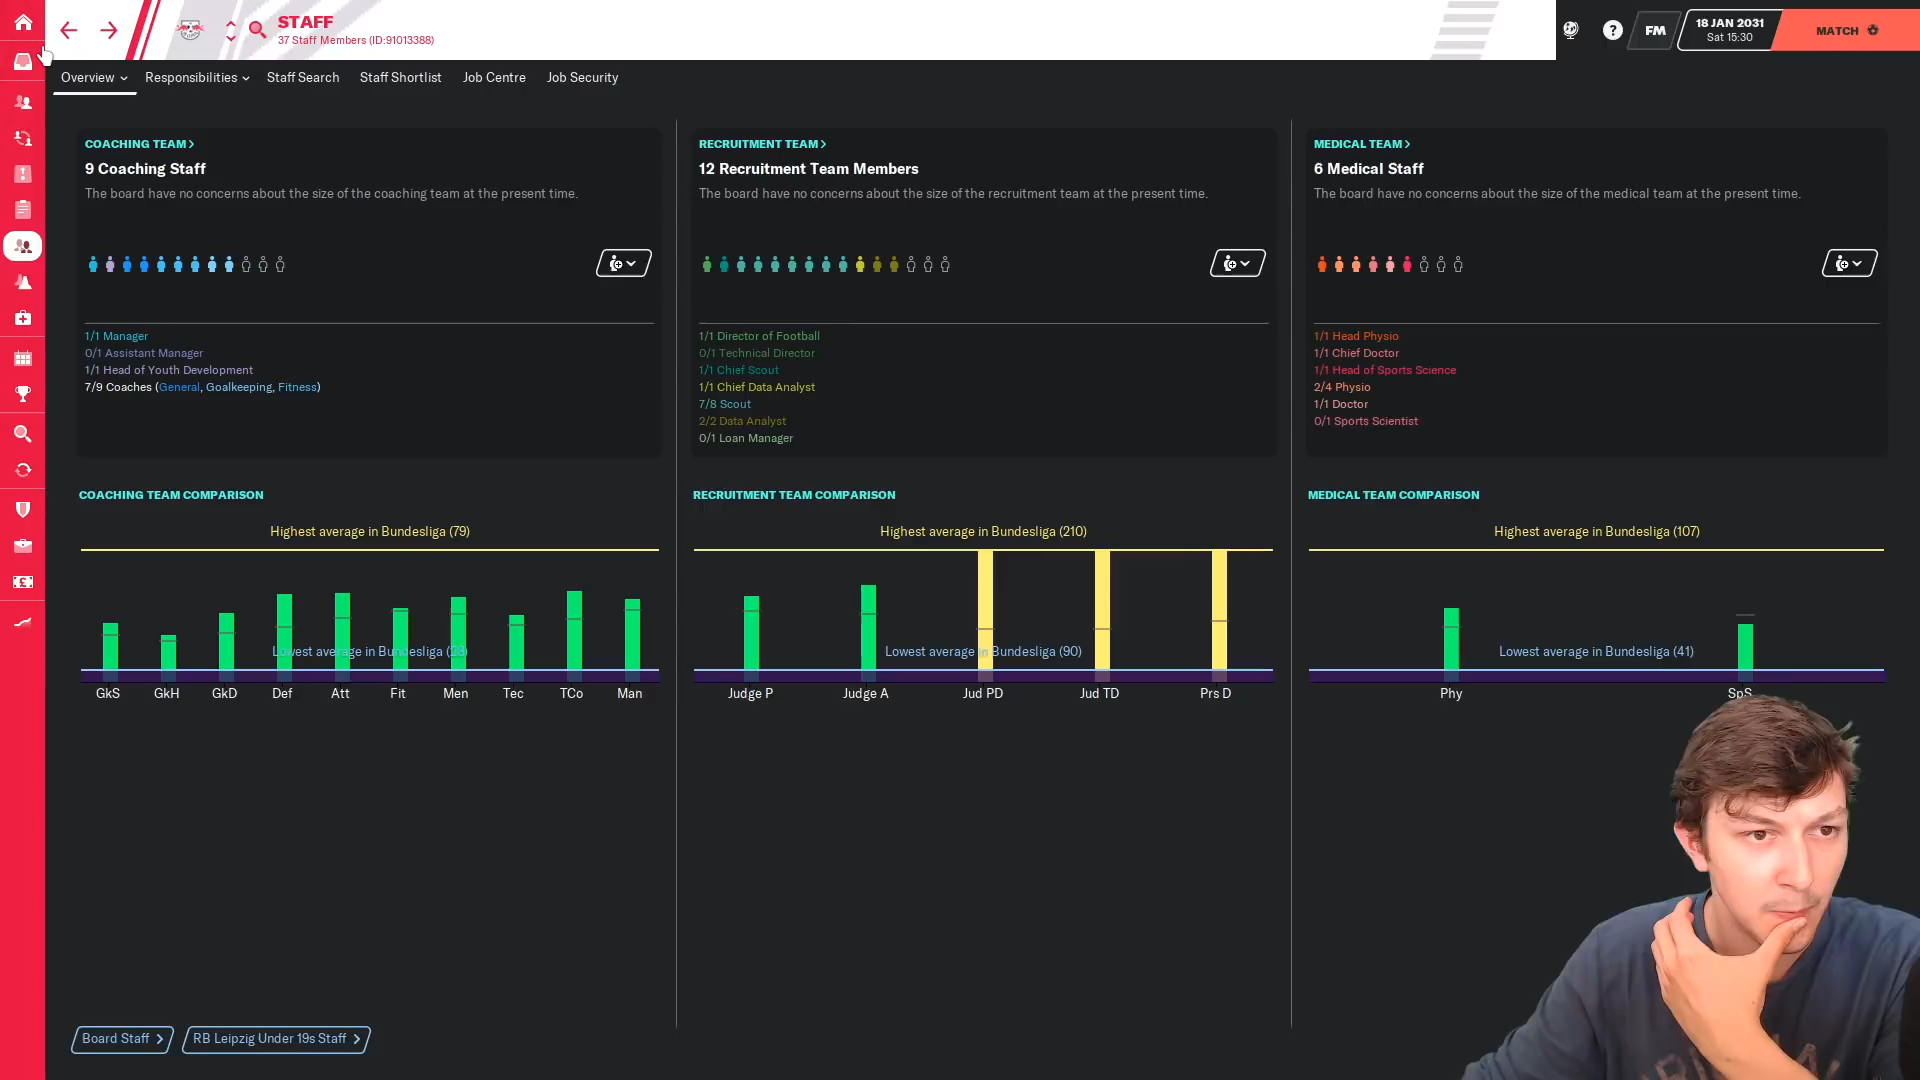 STAFF
37 Staff Members (ID:91013388)
FM
18 JAN 2031
Sat 15:30
MATCH
Overview
Responsibilities
Staff Search
Staff Shortlist
Job Centre
Job Security
COACHING TEAM
9 Coaching Staff
The board have no concerns about the size of the coaching team at the present time.
1/1 Manager
0/1 Assistant Manager
1/1 Head of Youth Development
7/9 Coaches (General, Goalkeeping, Fitness)
RECRUITMENT TEAM
12 Recruitment Team Members
The board have no concerns about the size of the recruitment team at the present time.
1/1 Director of Football
0/1 Technical Director
1/1 Chief Scout
1/1 Chief Data Analyst
7/8 Scout
2/2 Data Analyst
0/1 Loan Manager
MEDICAL TEAM
6 Medical Staff
The board have no concerns about the size of the medical team at the present time.
1/1 Head Physio
1/1 Chief Doctor
1/1 Head of Sports Science
2/4 Physio
1/1 Doctor
0/1 Sports Scientist
COACHING TEAM COMPARISON
Highest average in Bundesliga (79)
Lowest average in Bundesliga
GkS GkH GkD Def Att Fit Men Tec TCo Man
RECRUITMENT TEAM COMPARISON
Highest average in Bundesliga (210)
Lowest average in Bundesliga (90)
Judge P Judge A Jud PD Jud TD Prs D
MEDICAL TEAM COMPARISON
Highest average in Bundesliga (107)
Lowest average in Bundesliga (41)
Phy SpS
Board Staff
RB Leipzig Under 19s Staff